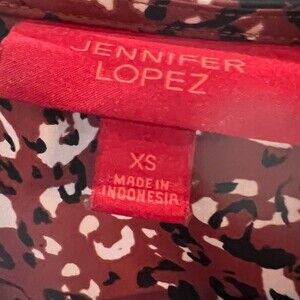 JENNIFER
LOPEZ
XS
MADE IN
INDONESIA